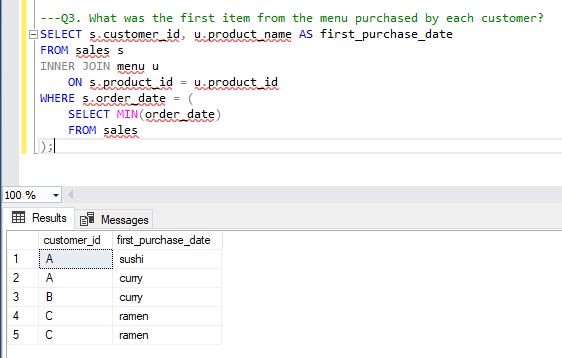 ---Q3. What was the first item from the menu purchased by each customer?
SELECT s.customer_id, u.product_name AS first_purchase_date
FROM sales s
INNER JOIN menu u
ON s.product_id = u.product_id
WHERE s.order_date = (
SELECT MIN(order_date)
FROM sales
);
100 %
Results Messages
customer_id first_purchase_date
1 A sushi
2 A curry
3 B curry
4 C ramen
5 C ramen